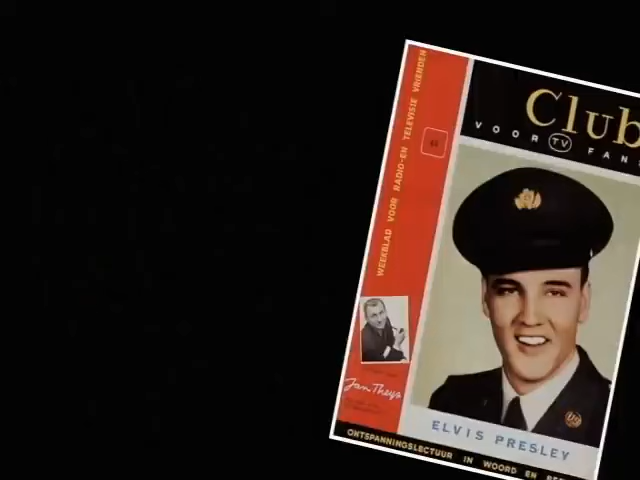 Club
VOOR TV FAN
WEEKBLAD VOOR RADIO-EN TELEVISIE VRIENDEN
Jan Theys
ELVIS PRESLEY
ONTSPANNINGSLECTUUR IN WOORD EN